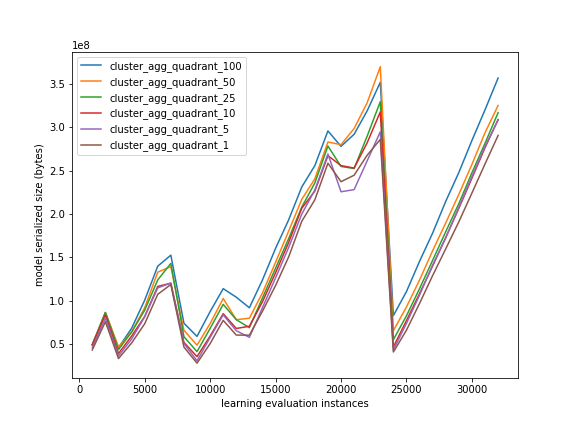 1e8
cluster_agg_quadrant_100
cluster_agg_quadrant_50
cluster_agg_quadrant_25
cluster_agg_quadrant_10
cluster_agg_quadrant_5
cluster_agg_quadrant_1
3.5
3.0
2.5
2.0
1.5
1.0
0.5
model serialized size (bytes)
0 5000 10000 15000 20000 25000 30000
learning evaluation instances